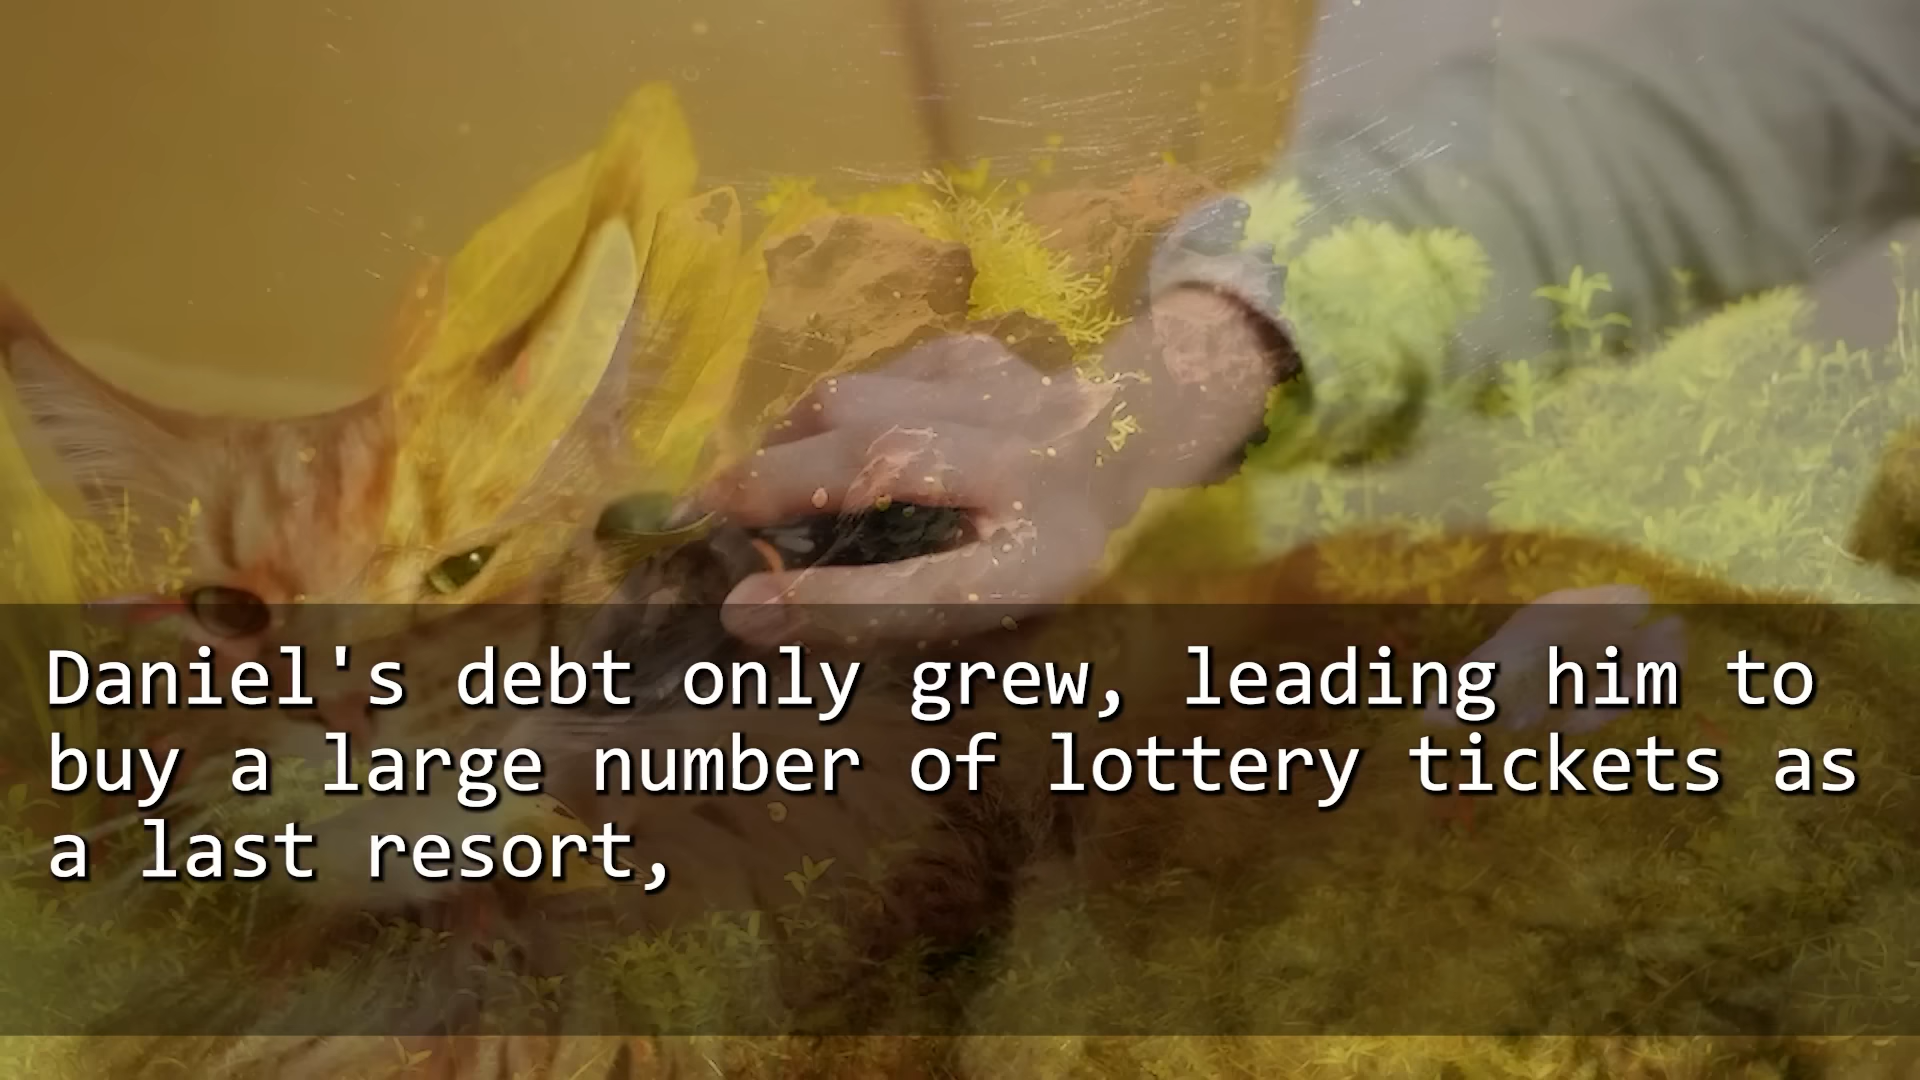 Daniel's debt only grew, leading him to
buy a large number of lottery tickets as
a last resort,